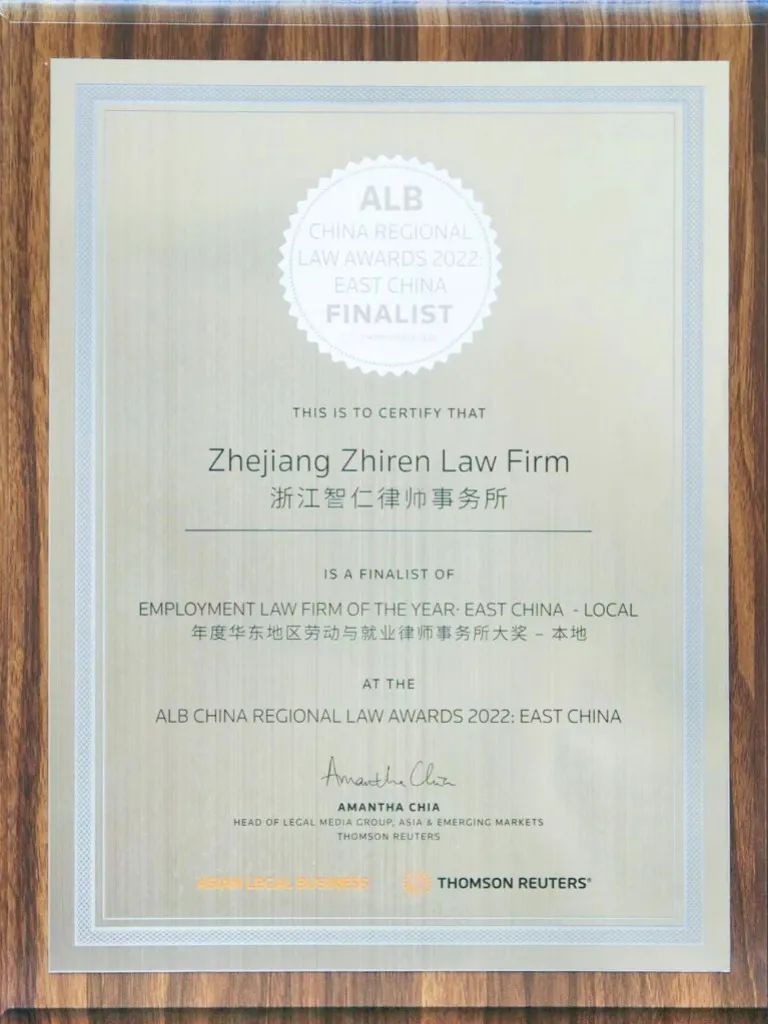 ALB
CHINA REGIONAL
LAW AWARDS 2022:
EAST CHINA
FINALIST
THIS IS TO CERTIFY THAT
Zhejiang Zhiren Law Firm
浙江智仁律师事务所
IS A FINALIST OF
EMPLOYMENT LAW FIRM OF THE YEAR: EAST CHINA - LOCAL
年度华东地区劳动与就业律师事务所大奖 – 本地
AT THE
ALB CHINA REGIONAL LAW AWARDS 2022: EAST CHINA
Amantha Chia
AMANTHA CHIA
HEAD OF LEGAL MEDIA GROUP, ASIA & EMERGING MARKETS
THOMSON REUTERS
ASIAN LEGAL BUSINESS
THOMSON REUTERS®